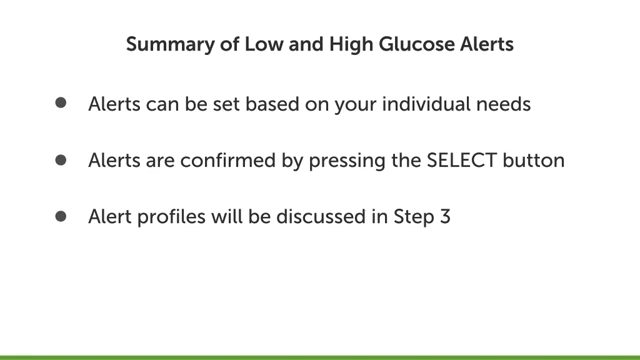 Summary of Low and High Glucose Alerts
● Alerts can be set based on your individual needs
● Alerts are confirmed by pressing the SELECT button
● Alert profiles will be discussed in Step 3